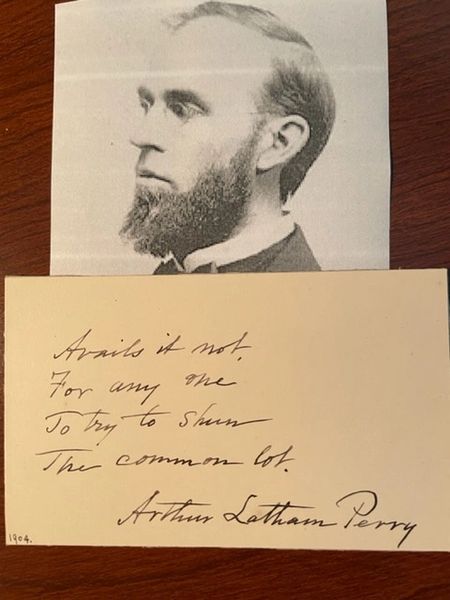 Avails it not,
For any one
To try to shun
The common lot.
Arthur Latham Perry
1904.